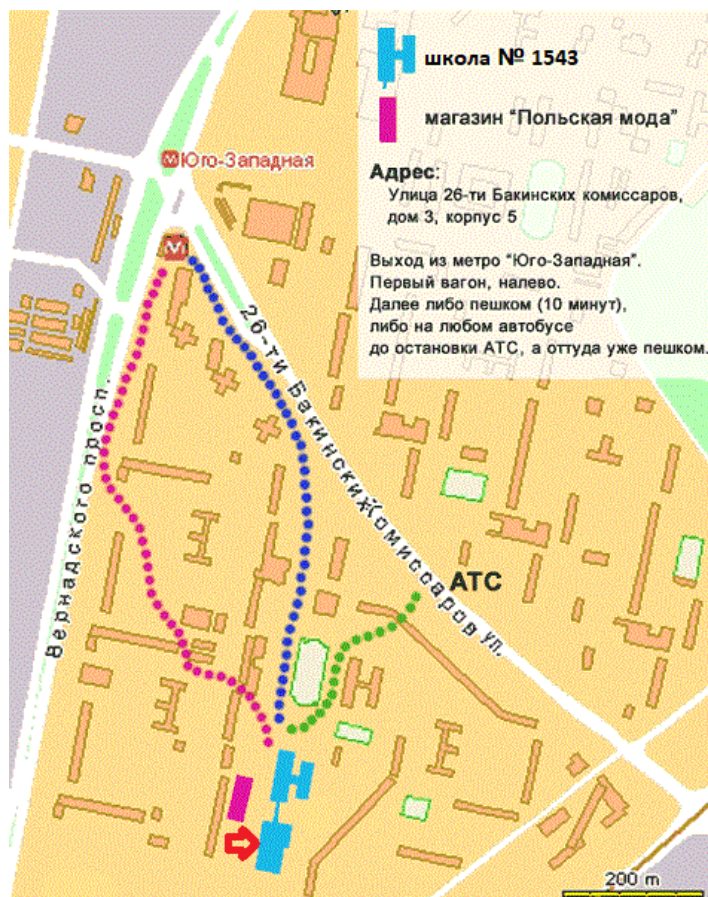 школа № 1543
магазин "Польская мода"
Адрес:
Улица 26-ти Бакинских комиссаров,
дом 3, корпус 5
Выход из метро "Юго-Западная".
Первый вагон, налево.
Далее либо пешком (10 минут),
либо на любом автобусе
до остановки АТС, а оттуда уже пешком.
М Юго-Западная
М
26-ти Бакинских Комиссаров ул.
Вернадского просп.
АТС
200 m